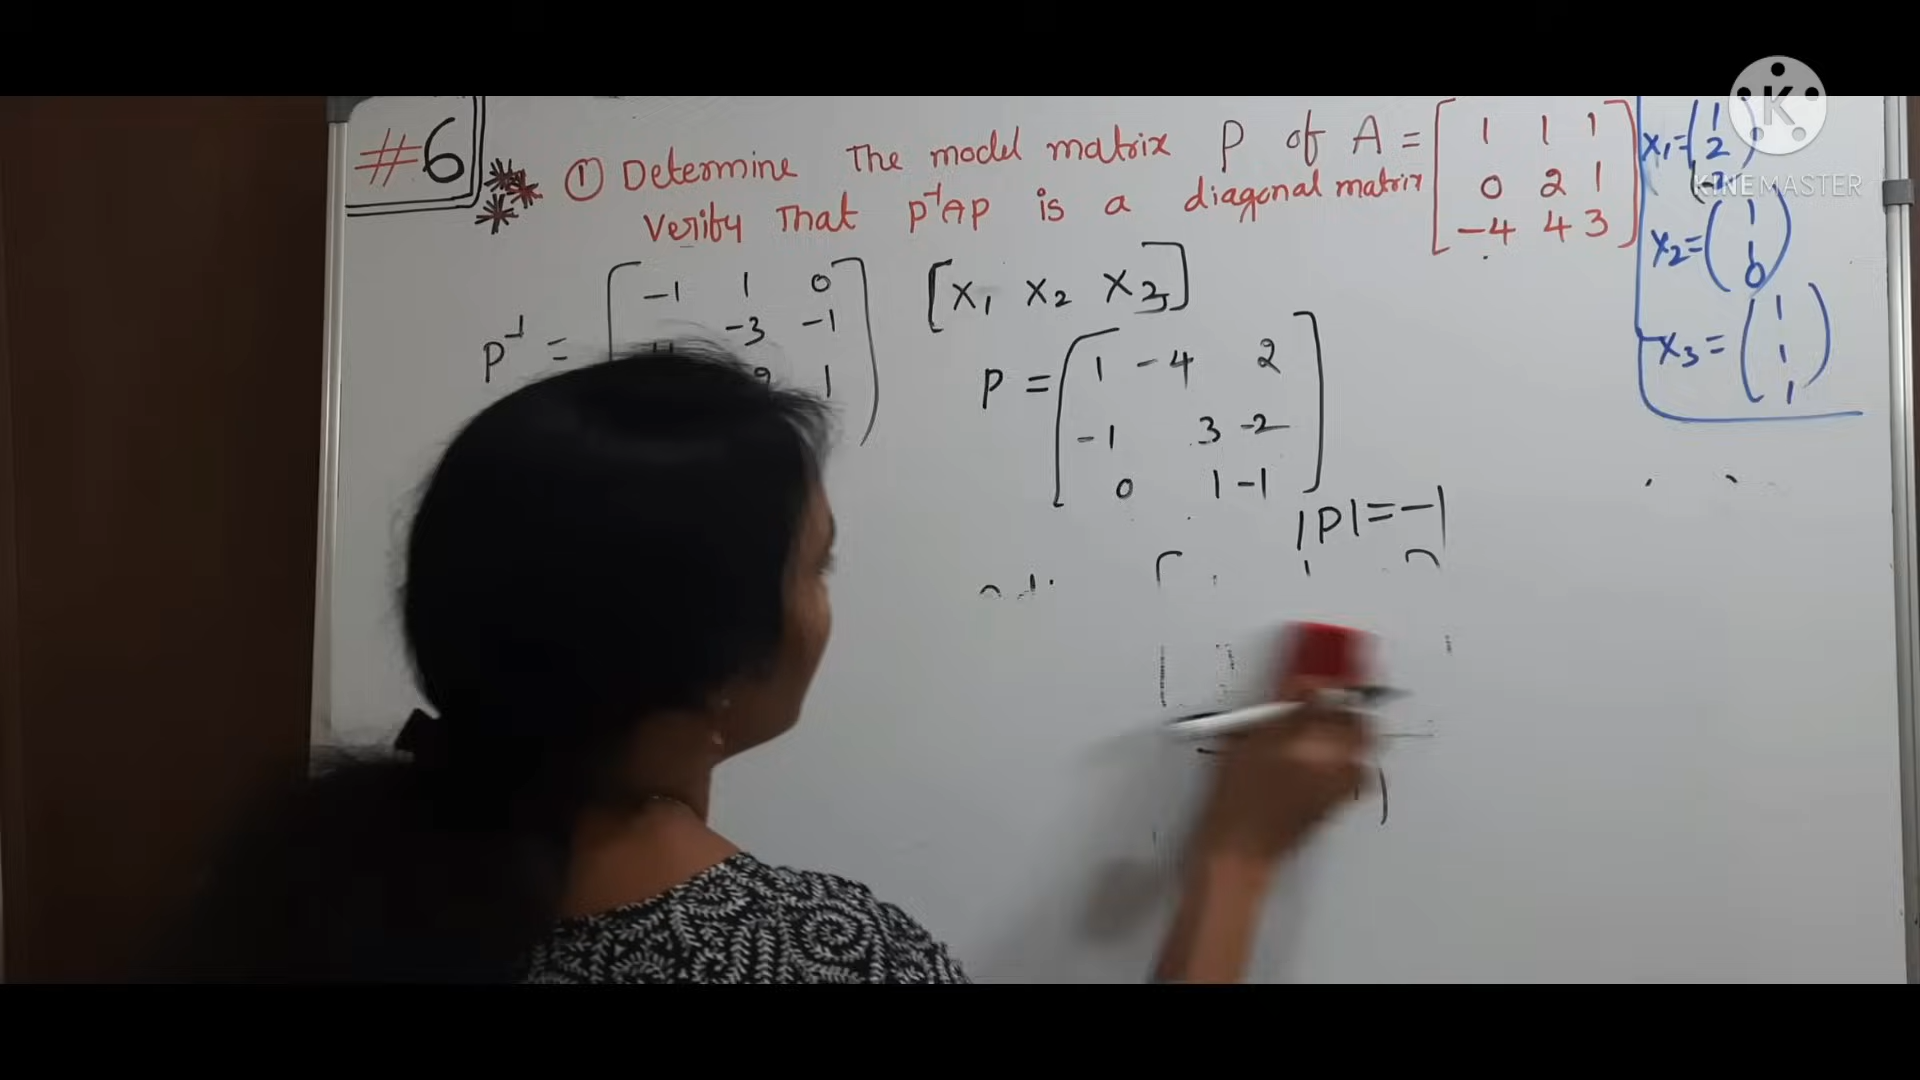 #6
① Determine The model matrix P of A = [ 1 1 1
0 2 1
-4 4 3 ]
Verify That P⁻¹AP is a diagonal matrix
P⁻¹ = [ -1 1 0
-3 -1
1 ]
[X₁ X₂ X₃]
P = [ 1 -4 2
-1 3 -2
0 1 -1 ]
|P| = -1
X₁ = ( 1
2
X₂ = ( 1
1
0 )
X₃ = ( 1
1
1 )
K
KINEMASTER